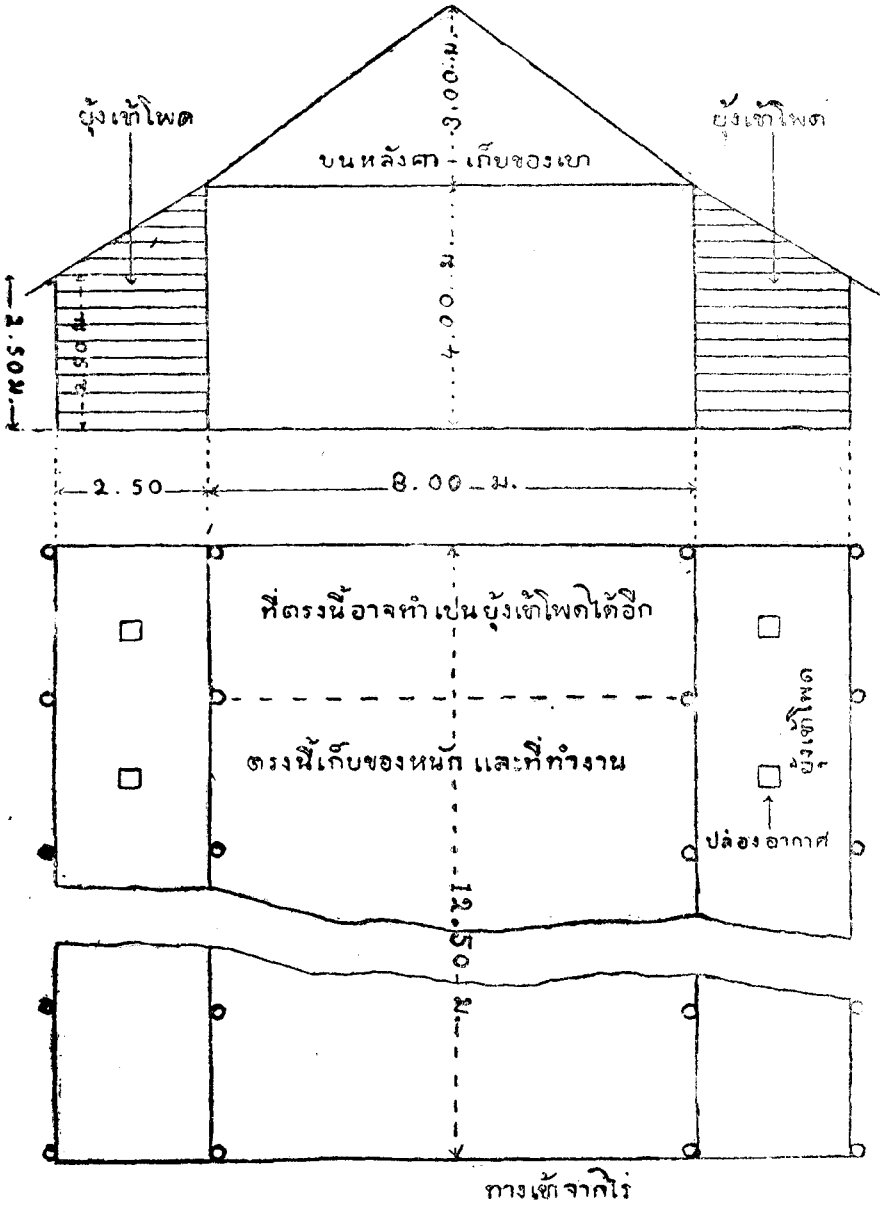 3.00 ม.
ยุ้งเข้าโพด
ยุ้งเข้าโพด
บนหลังคา - เก็บของเบา
4.00 ม.
2.50 ม.
2.50 ม.
2.50
8.00 ม.
ที่ตรงนี้อาจทำเป็นยุ้งเข้าโพดได้อีก
ยุ้งเข้าโพด
ตรงนี้เก็บของหนัก และที่ทำงาน
ปล่องอากาศ
12.50 ม.
ทางเข้าจากไร่